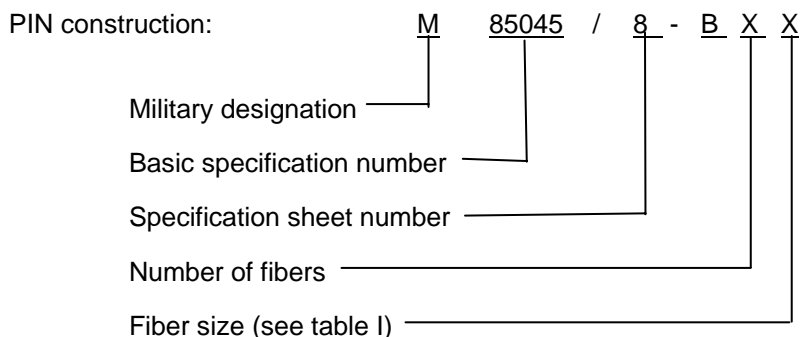 PIN construction: M 85045 / 8 - B X X
Military designation
Basic specification number
Specification sheet number
Number of fibers
Fiber size (see table I)